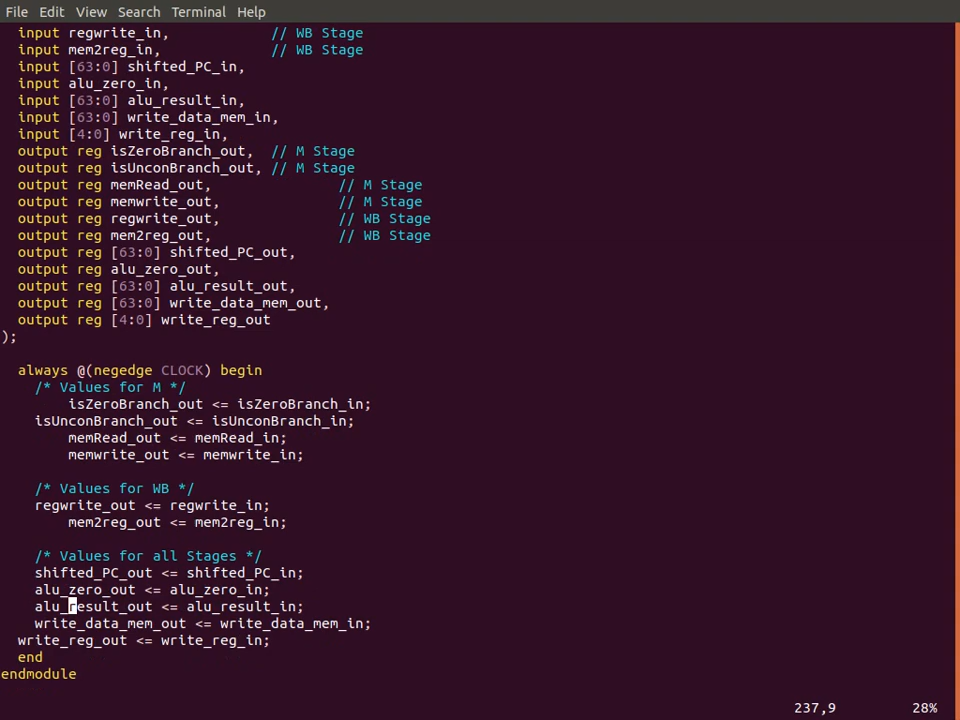 File Edit View Search Terminal Help
input regwrite_in, // WB Stage
input mem2reg_in, // WB Stage
input [63:0] shifted_PC_in,
input alu_zero_in,
input [63:0] alu_result_in,
input [63:0] write_data_mem_in,
input [4:0] write_reg_in,
output reg isZeroBranch_out, // M Stage
output reg isUnconBranch_out, // M Stage
output reg memRead_out, // M Stage
output reg memwrite_out, // M Stage
output reg regwrite_out, // WB Stage
output reg mem2reg_out, // WB Stage
output reg [63:0] shifted_PC_out,
output reg alu_zero_out,
output reg [63:0] alu_result_out,
output reg [63:0] write_data_mem_out,
output reg [4:0] write_reg_out
);
always @(negedge CLOCK) begin
/* Values for M */
isZeroBranch_out <= isZeroBranch_in;
isUnconBranch_out <= isUnconBranch_in;
memRead_out <= memRead_in;
memwrite_out <= memwrite_in;
/* Values for WB */
regwrite_out <= regwrite_in;
mem2reg_out <= mem2reg_in;
/* Values for all Stages */
shifted_PC_out <= shifted_PC_in;
alu_zero_out <= alu_zero_in;
alu_result_out <= alu_result_in;
write_data_mem_out <= write_data_mem_in;
write_reg_out <= write_reg_in;
end
endmodule
237,9 28%